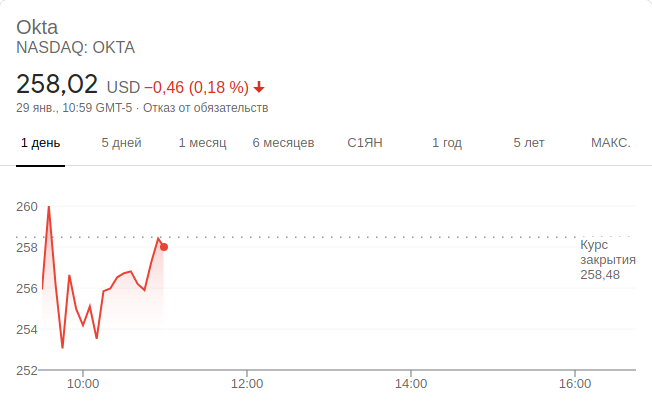 Okta
NASDAQ: OKTA
258,02 USD −0,46 (0,18 %)
29 янв., 10:59 GMT-5 · Отказ от обязательств
1 день 5 дней 1 месяц 6 месяцев С1ЯН 1 год 5 лет МАКС.
260
258
256
254
252
Курс
закрытия
258,48
10:00 12:00 14:00 16:00